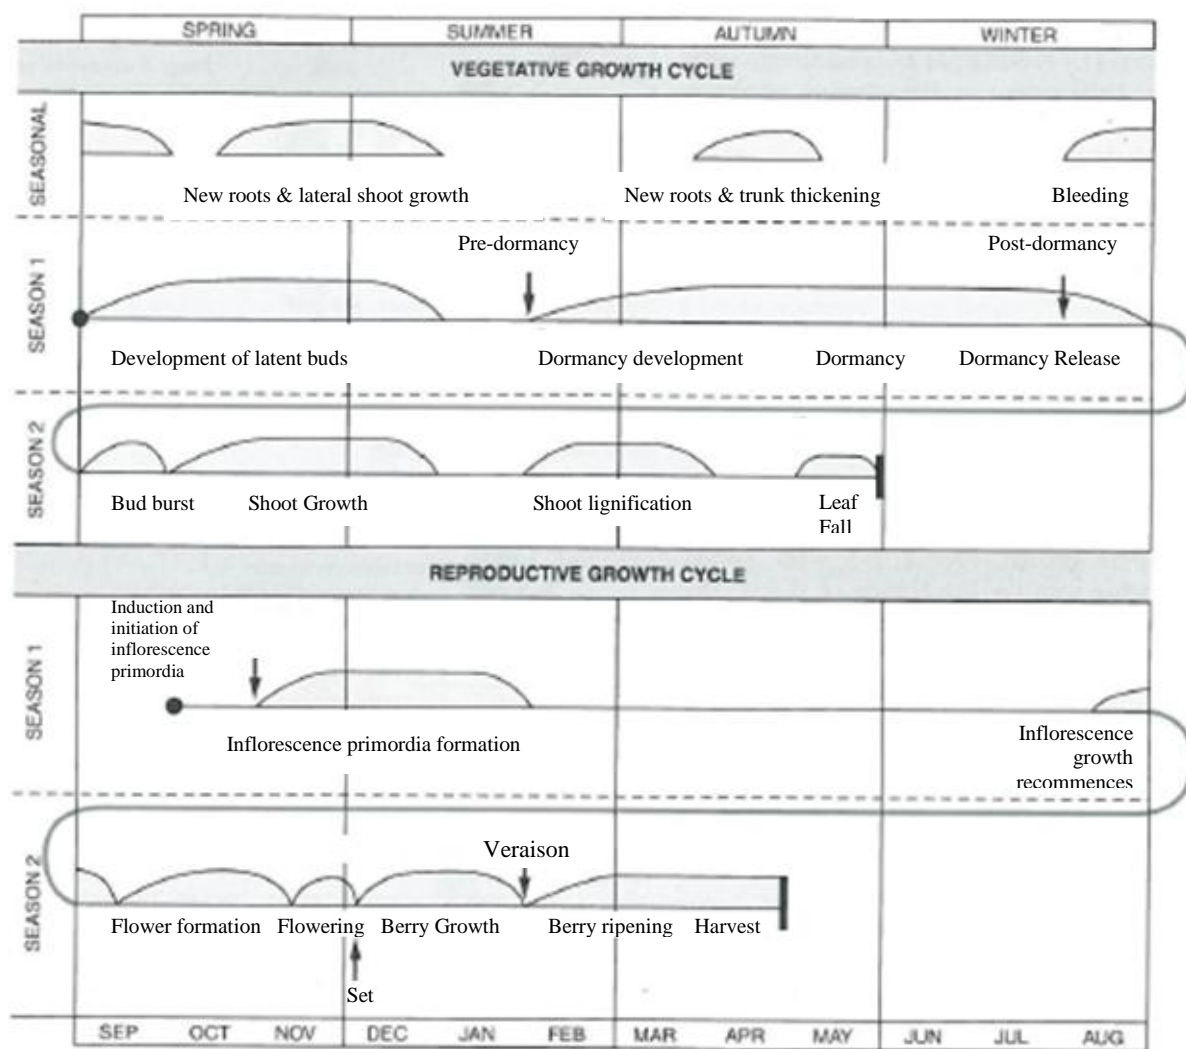 SPRING SUMMER AUTUMN WINTER
VEGETATIVE GROWTH CYCLE
SEASONAL
New roots & lateral shoot growth New roots & trunk thickening Bleeding
SEASON 1
Pre-dormancy Post-dormancy
Development of latent buds Dormancy development Dormancy Dormancy Release
SEASON 2
Bud burst Shoot Growth Shoot lignification Leaf
Fall
REPRODUCTIVE GROWTH CYCLE
SEASON 1
Induction and
initiation of
inflorescence
primordia
Inflorescence primordia formation
Inflorescence
growth
recommences
SEASON 2
Veraison
Flower formation Flowering Berry Growth Berry ripening Harvest
Set
SEP OCT NOV DEC JAN FEB MAR APR MAY JUN JUL AUG